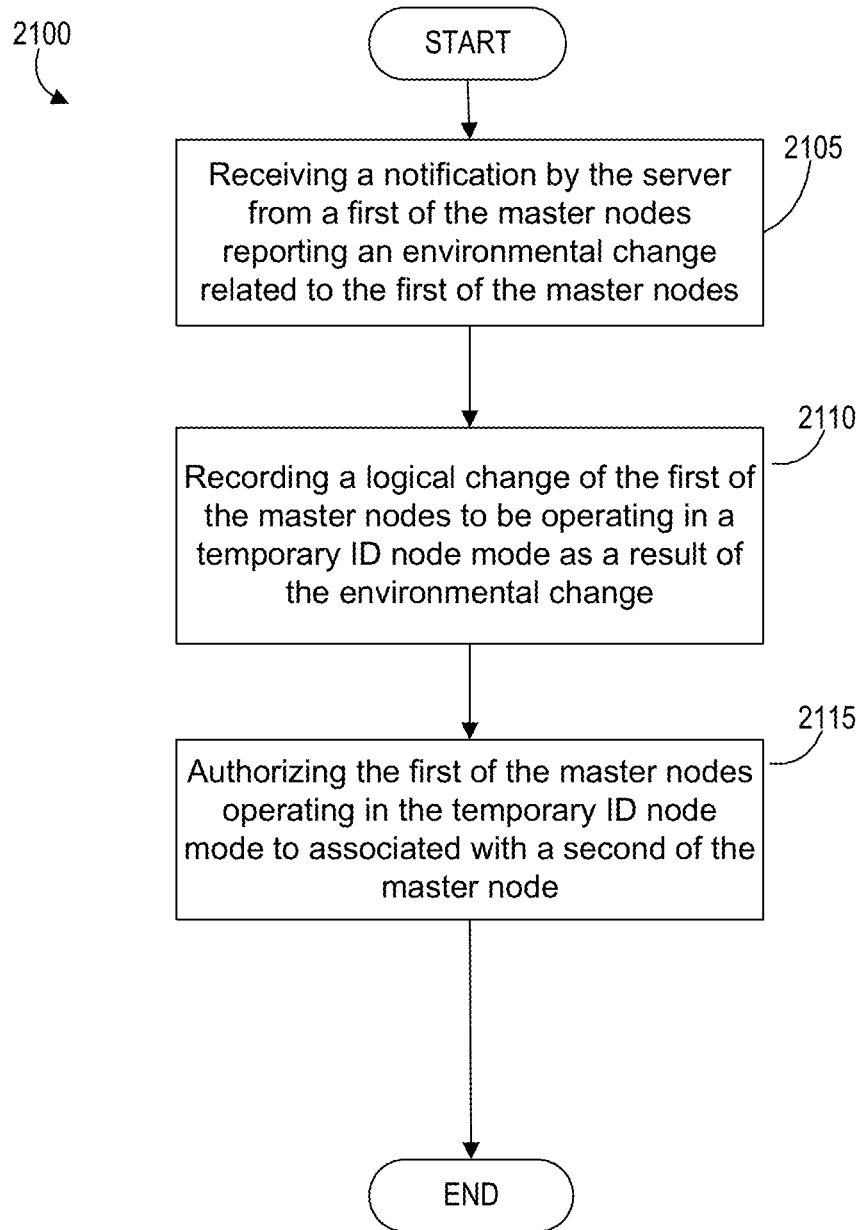 2100
START
2105
Receiving a notification by the server
from a first of the master nodes
reporting an environmental change
related to the first of the master nodes
2110
Recording a logical change of the first of
the master nodes to be operating in a
temporary ID node mode as a result of
the environmental change
2115
Authorizing the first of the master nodes
operating in the temporary ID node
mode to associated with a second of the
master node
END